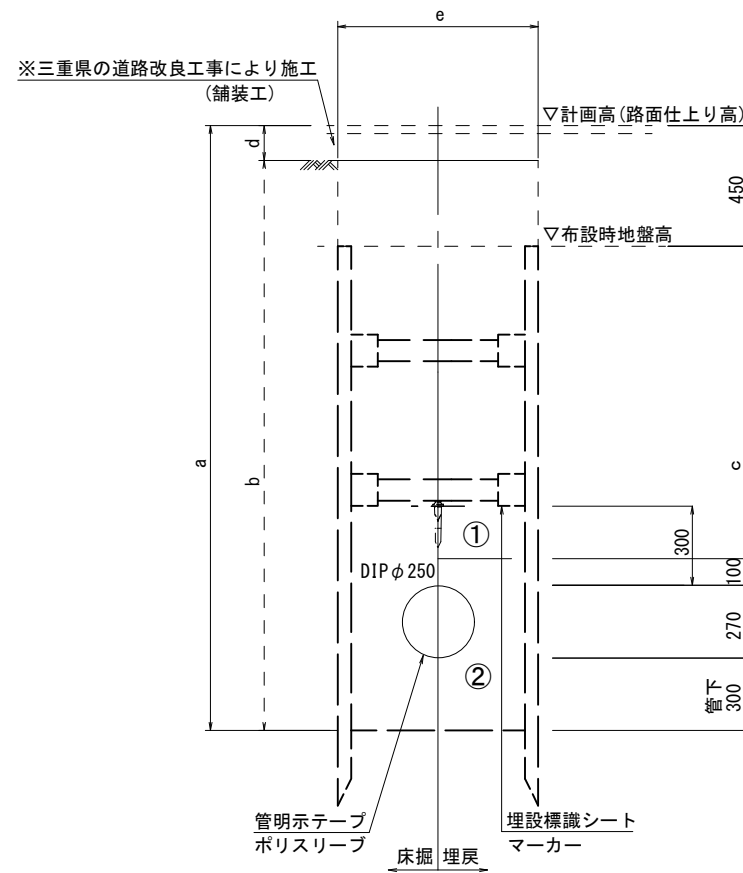 e
※三重県の道路改良工事により施工
(舗装工)
▽計画高(路面仕上り高)
d
450
▽布設時地盤高
a
b
c
①
300
DIPφ250
100
270
②
管下
300
管明示テープ
ポリスリーブ
埋設標識シート
マーカー
床掘 埋戻